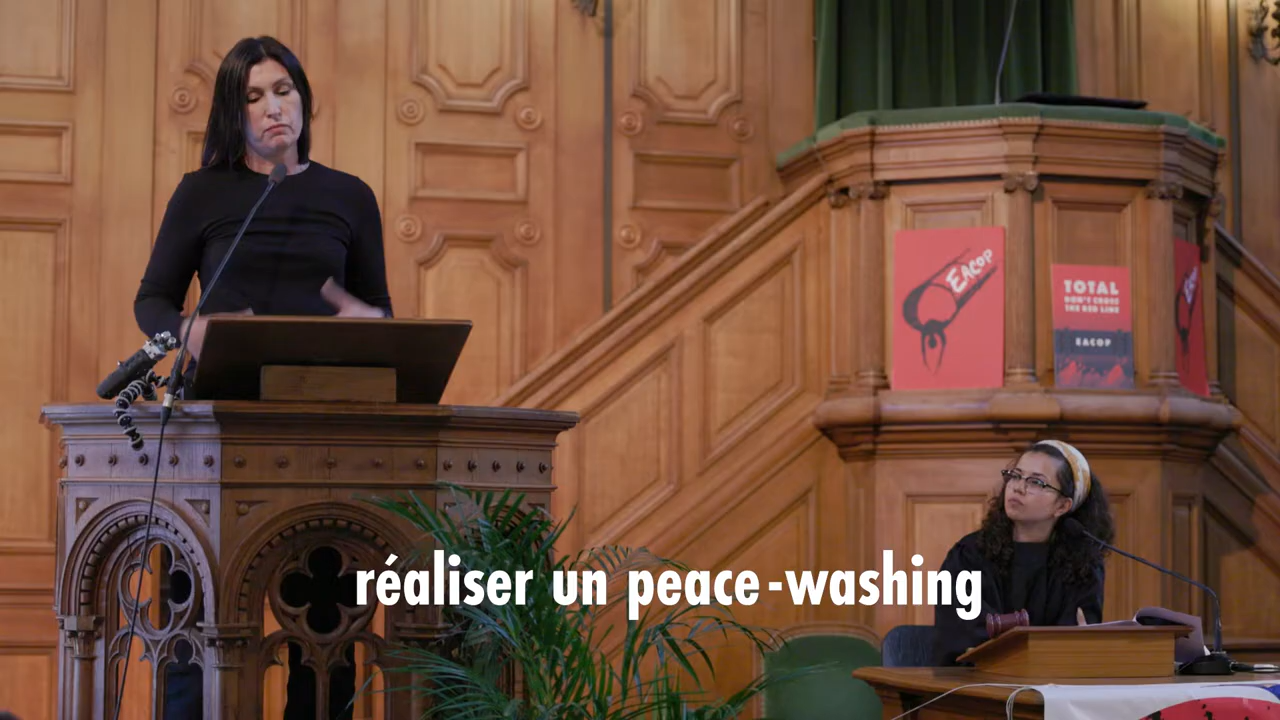 EACOP
TOTAL
DON'T CROSS
THE RED LINE
EACOP
réaliser un peace-washing